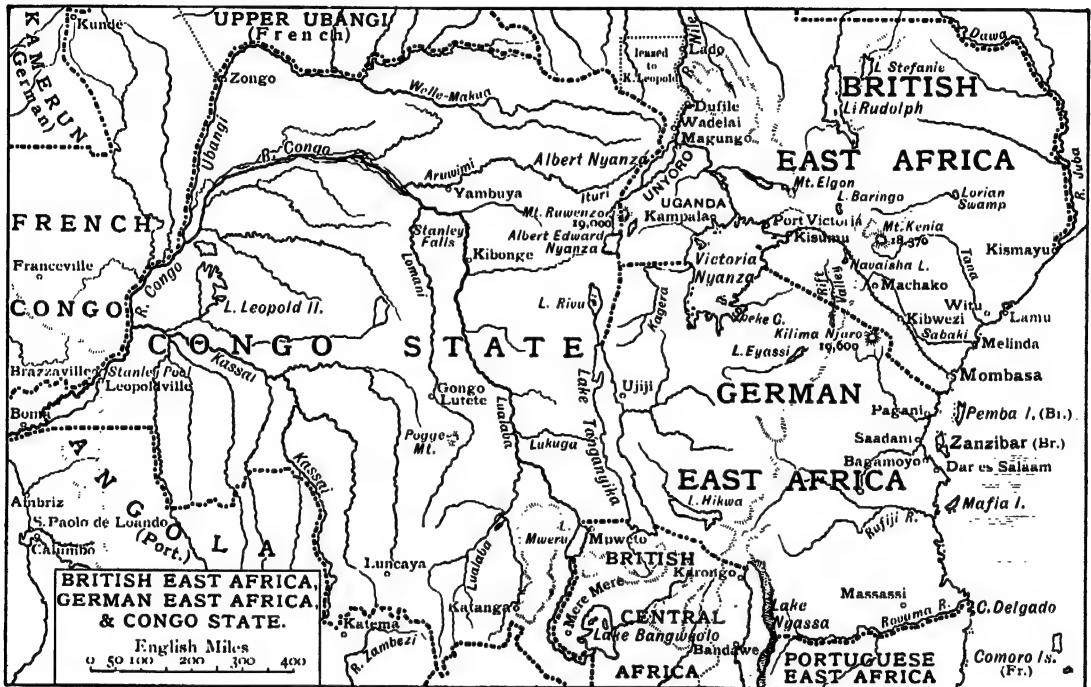 KAMERUN
(German)
Kunde
UPPER UBANGI
(French)
Zongo
Ubangi
Welle-Makua
leased
to
K. Leopold
Lado
R. Nile
Dufile
Wadelai
Magungo
Dawa
L Stefanie
BRITISH
L. Rudolph
EAST AFRICA
R. Juba
R. Congo
Aruwimi
Yambuya
Albert Nyanza
Ituri
UNYORO
Mt. Ruwenzori
19,000
UGANDA
Kampala
Mt. Elgon
L. Baringo
Lorian
Swamp
Port Victoria
Kisumu
Mt. Kenia
18,370
Kismayu
FRENCH
CONGO
Franceville
R. Congo
L. Leopold II.
Stanley
Falls
Lomani
Kibonge
Albert Edward
Nyanza
Victoria
Nyanza
Navaisha L.
Rift
Valley
Machako
Tana
Witu
Lamu
Kibwezi
Sabaki
Melinda
L. Rivu
Kagera
Speke G.
Kilima Njaro
19,600
L. Eyassi
CONGO STATE
Kassai
Brazzaville
Stanley Pool
Leopoldville
Boma
Gongo
Lutete
Lualaba
Lake Tanganyika
Ujiji
GERMAN
EAST AFRICA
Mombasa
Pagani
Pemba I. (Br.)
Saadani
Zanzibar (Br.)
Bagamoyo
Dar es Salaam
Mafia I.
Pogge
Mt.
Lukuga
L. Hikwa
Rufiji R.
ANGOLA
(Port.)
Ambriz
S. Paolo de Loando
Calumbo
Kassai
Luncaya
Lualaba
Katanga
L.
Mweru
Mpweto
Mere Mere
BRITISH
CENTRAL
AFRICA
Karongo
Lake Bangweolo
Bandawe
Lake
Nyassa
Massassi
Rovuma R.
C. Delgado
PORTUGUESE
EAST AFRICA
Comoro Is.
(Fr.)
Katema
R. Zambezi
BRITISH EAST AFRICA,
GERMAN EAST AFRICA,
& CONGO STATE.
English Miles
0 50 100 200 300 400